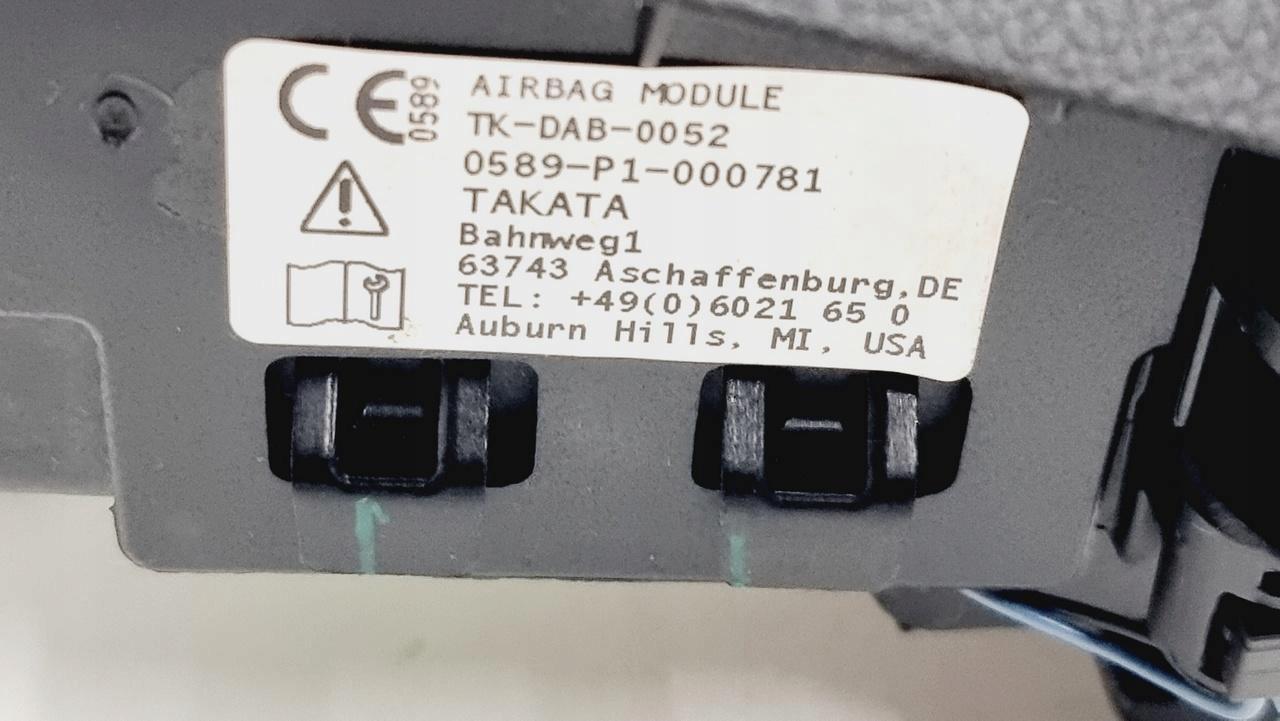 CE 0589
AIRBAG MODULE
TK-DAB-0052
0589-P1-000781
TAKATA
Bahnweg1
63743 Aschaffenburg, DE
TEL: +49(0)6021 65 0
Auburn Hills, MI, USA